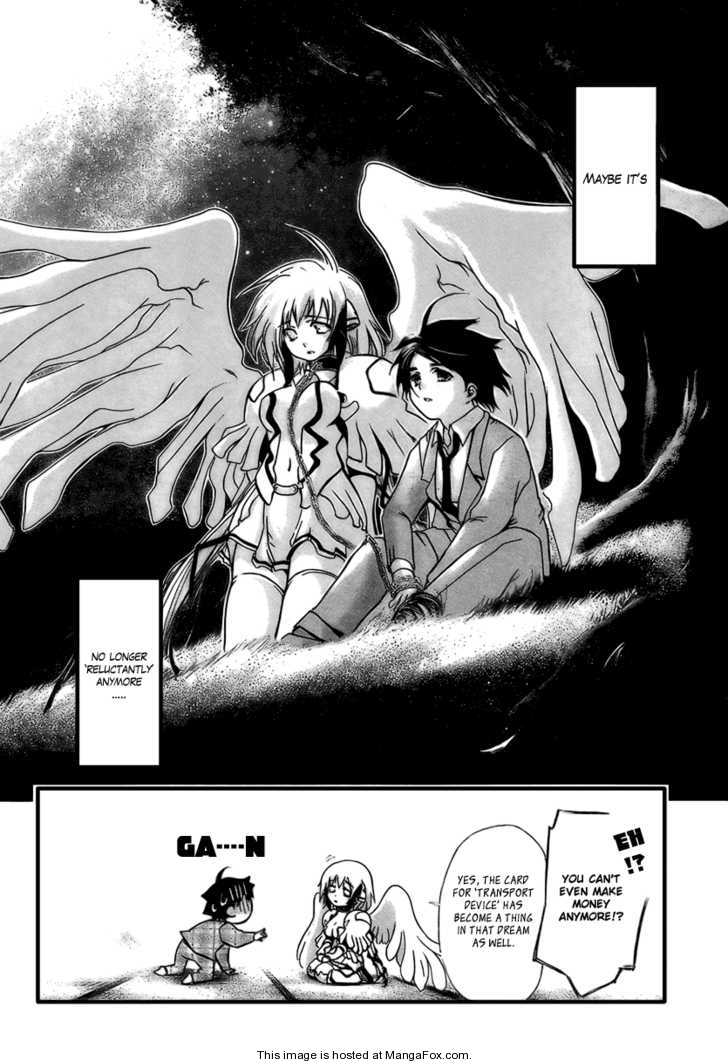 MAYBE IT'S
NO LONGER
'RELUCTANTLY'
ANYMORE
.....
EH
!?
YOU CAN'T
EVEN MAKE
MONEY
ANYMORE!?
YES, THE CARD
FOR 'TRANSPORT
DEVICE' HAS
BECOME A THING
IN THAT DREAM
AS WELL.
GA····N
This image is hosted at MangaFox.com.